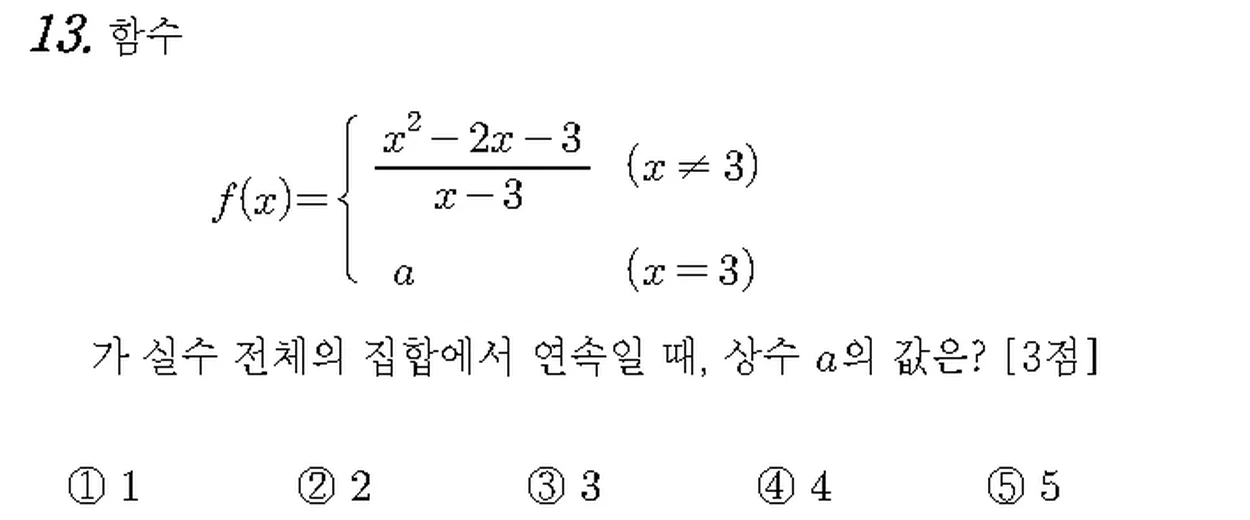 13. 함수
f(x)= { (x² − 2x − 3)/(x − 3) (x ≠ 3)
a (x = 3)
가 실수 전체의 집합에서 연속일 때, 상수 a의 값은? [3점]
① 1 ② 2 ③ 3 ④ 4 ⑤ 5